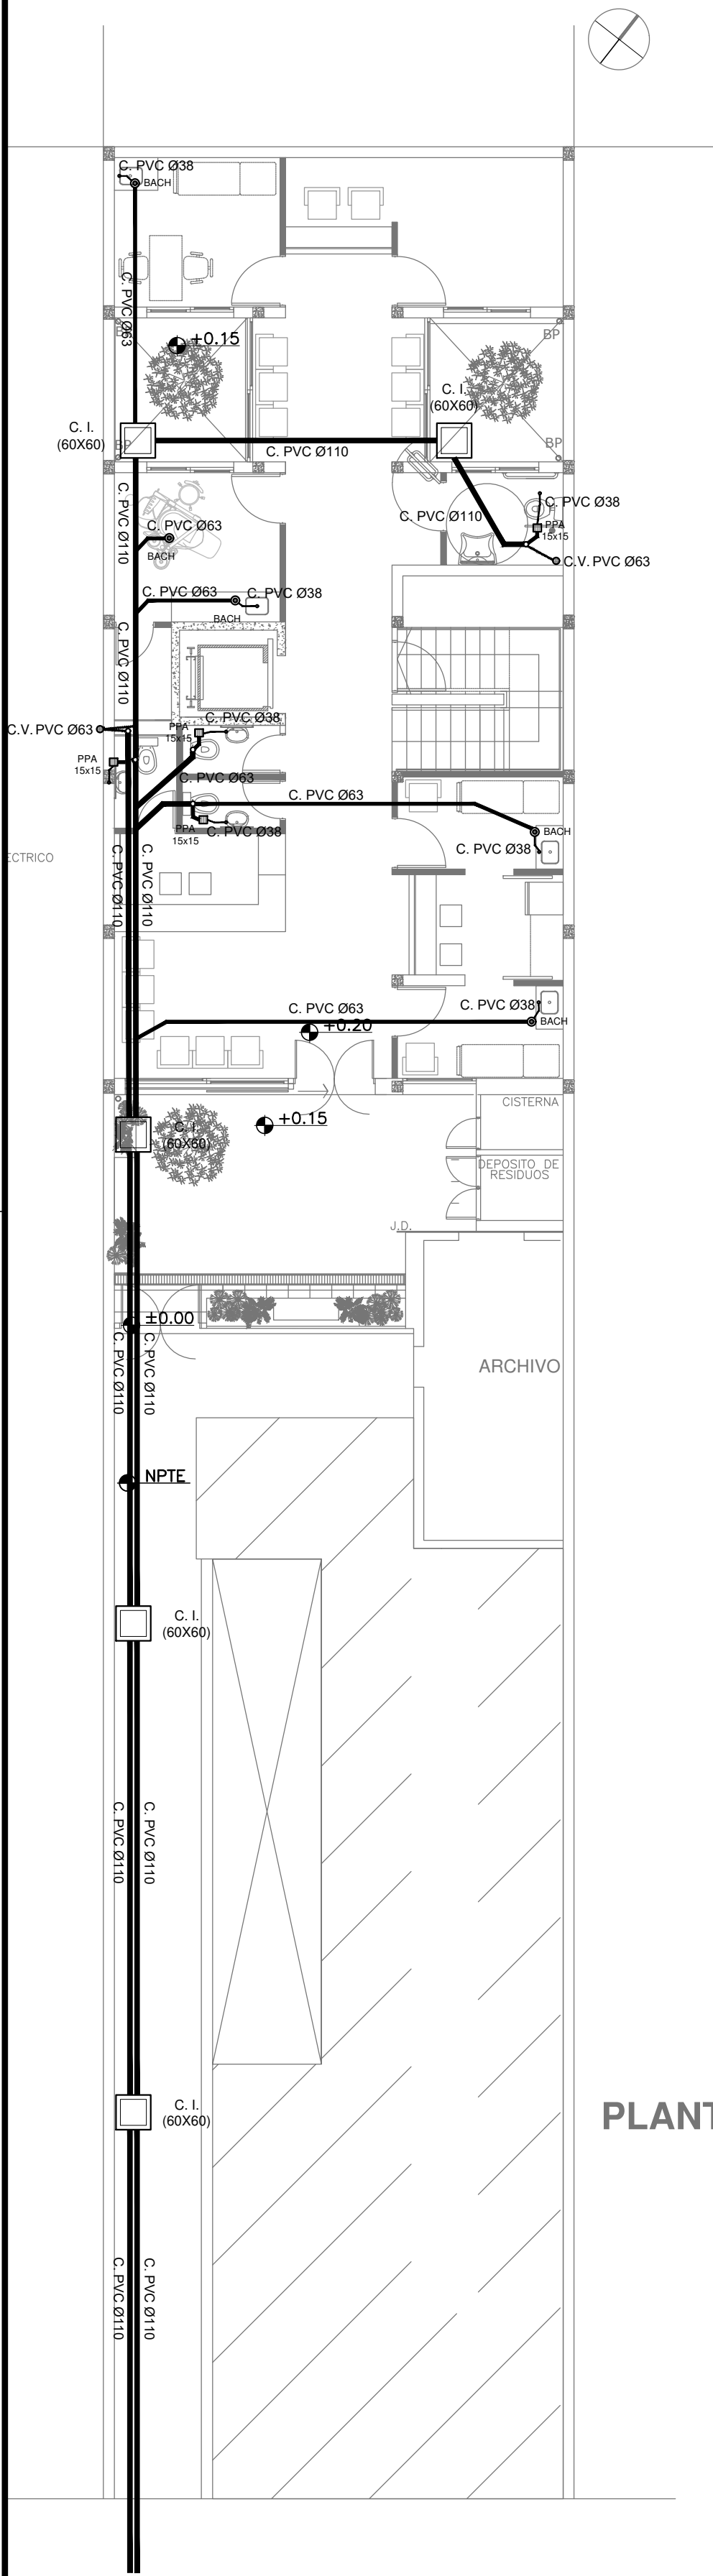 C. PVC Ø38
BACH
C. PVC Ø63
BP
+0.15
BP
C. I.
(60X60)
C. I.
(60X60)
BP
BP
C. PVC Ø110
C. PVC Ø110
C. PVC Ø63
BACH
C. PVC Ø110
C. PVC Ø38
PPA
15x15
C.V. PVC Ø63
C. PVC Ø63
C. PVC Ø38
BACH
C. PVC Ø110
C.V. PVC Ø63
C. PVC Ø38
PPA
15x15
PPA
15x15
C. PVC Ø63
C. PVC Ø63
PPA
15x15
C. PVC Ø38
BACH
C. PVC Ø38
ECTRICO
C. PVC Ø110
C. PVC Ø110
C. PVC Ø63
C. PVC Ø38
BACH
+0.20
CISTERNA
+0.15
C. I.
(60X60)
DEPOSITO DE
RESIDUOS
J.D.
±0.00
C. PVC Ø110
C. PVC Ø110
ARCHIVO
NPTE
C. I.
(60X60)
C. PVC Ø110
C. PVC Ø110
C. I.
(60X60)
PLANT
C. PVC Ø110
C. PVC Ø110